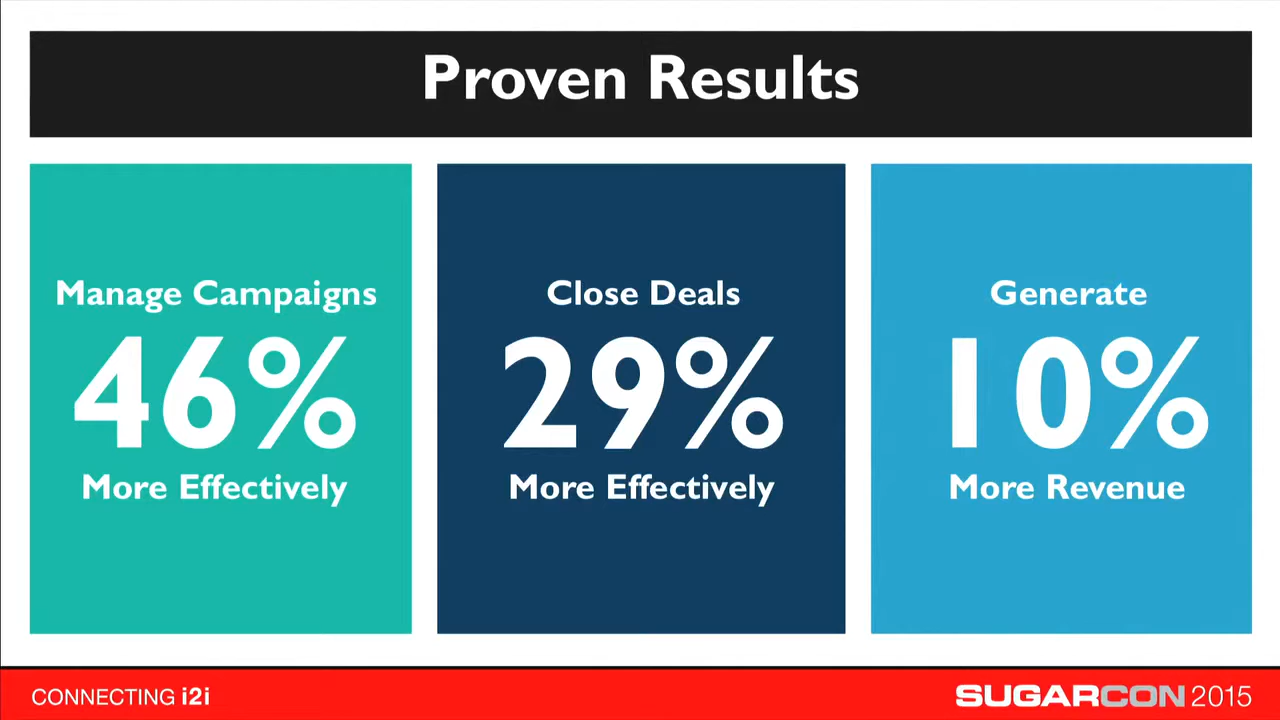 Proven Results
Manage Campaigns
46%
More Effectively
Close Deals
29%
More Effectively
Generate
10%
More Revenue
CONNECTING i2i
SUGARCON 2015